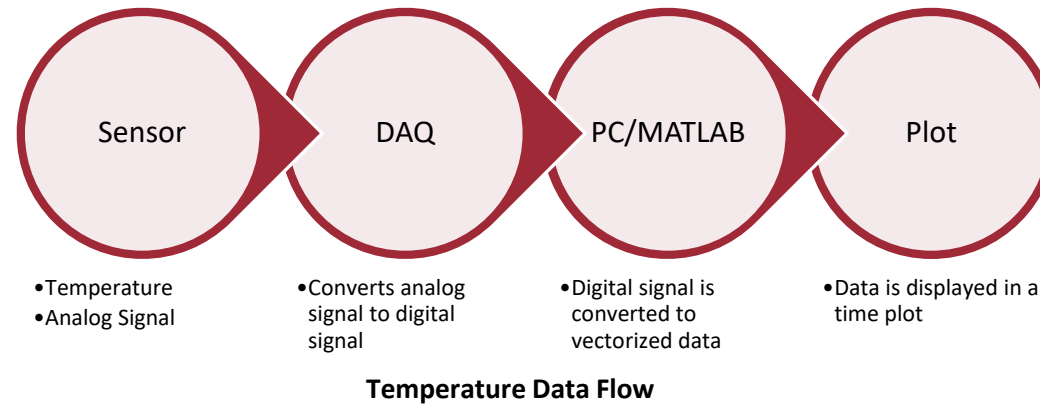 Sensor
DAQ
PC/MATLAB
Plot
•Temperature
•Analog Signal
•Converts analog
signal to digital
signal
•Digital signal is
converted to
vectorized data
•Data is displayed in a
time plot
Temperature Data Flow